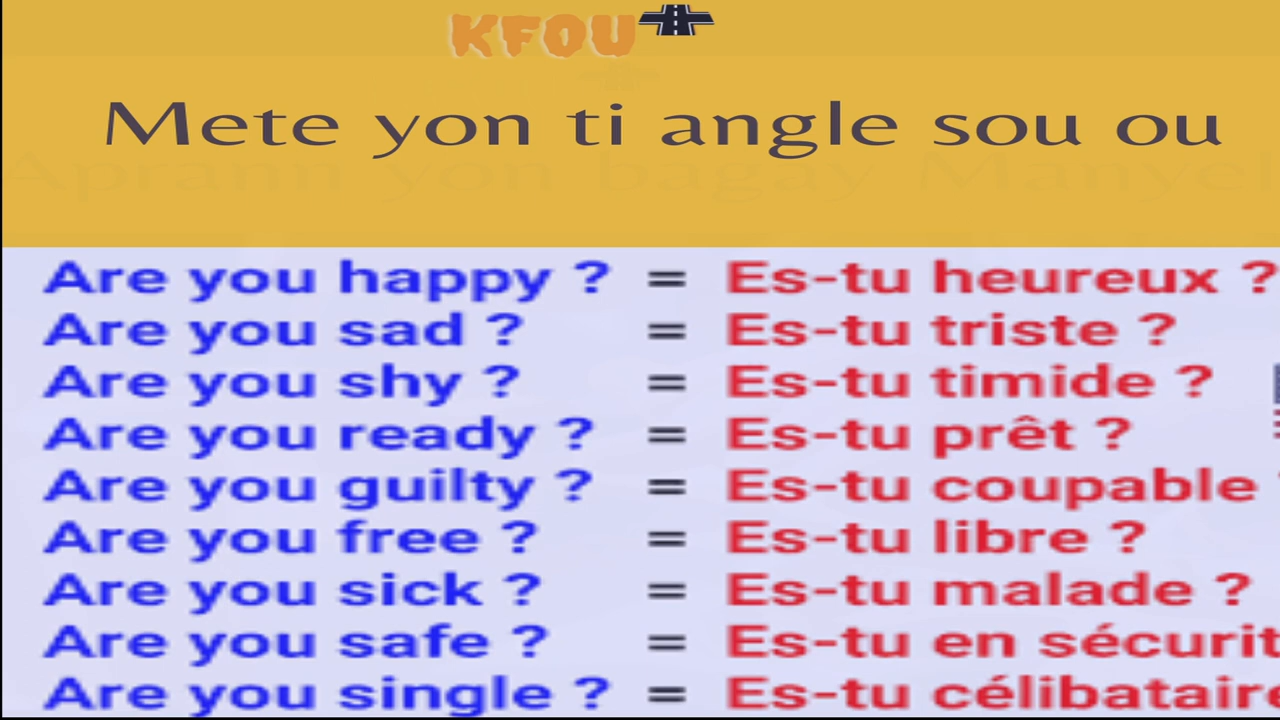 KFOU
Mete yon ti angle sou ou
Aprann yon bagay
Are you happy ? = Es-tu heureux ?
Are you sad ? = Es-tu triste ?
Are you shy ? = Es-tu timide ?
Are you ready ? = Es-tu prêt ?
Are you guilty ? = Es-tu coupable
Are you free ? = Es-tu libre ?
Are you sick ? = Es-tu malade ?
Are you safe ? = Es-tu en
Are you single ? = Es-tu